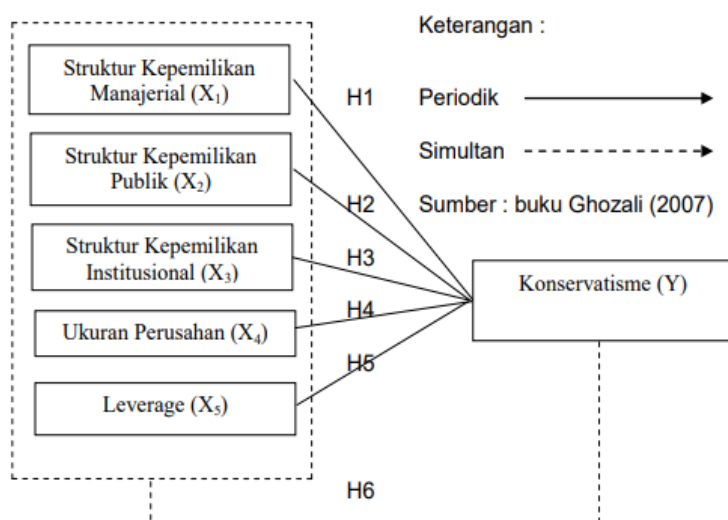 Keterangan :
Struktur Kepemilikan
Manajerial (X₁)
H1
Periodik
Struktur Kepemilikan
Publik (X₂)
Simultan
H2
Sumber : buku Ghozali (2007)
Struktur Kepemilikan
Institusional (X₃)
H3
Konservatisme (Y)
Ukuran Perusahan (X₄)
H4
H5
Leverage (X₅)
H6